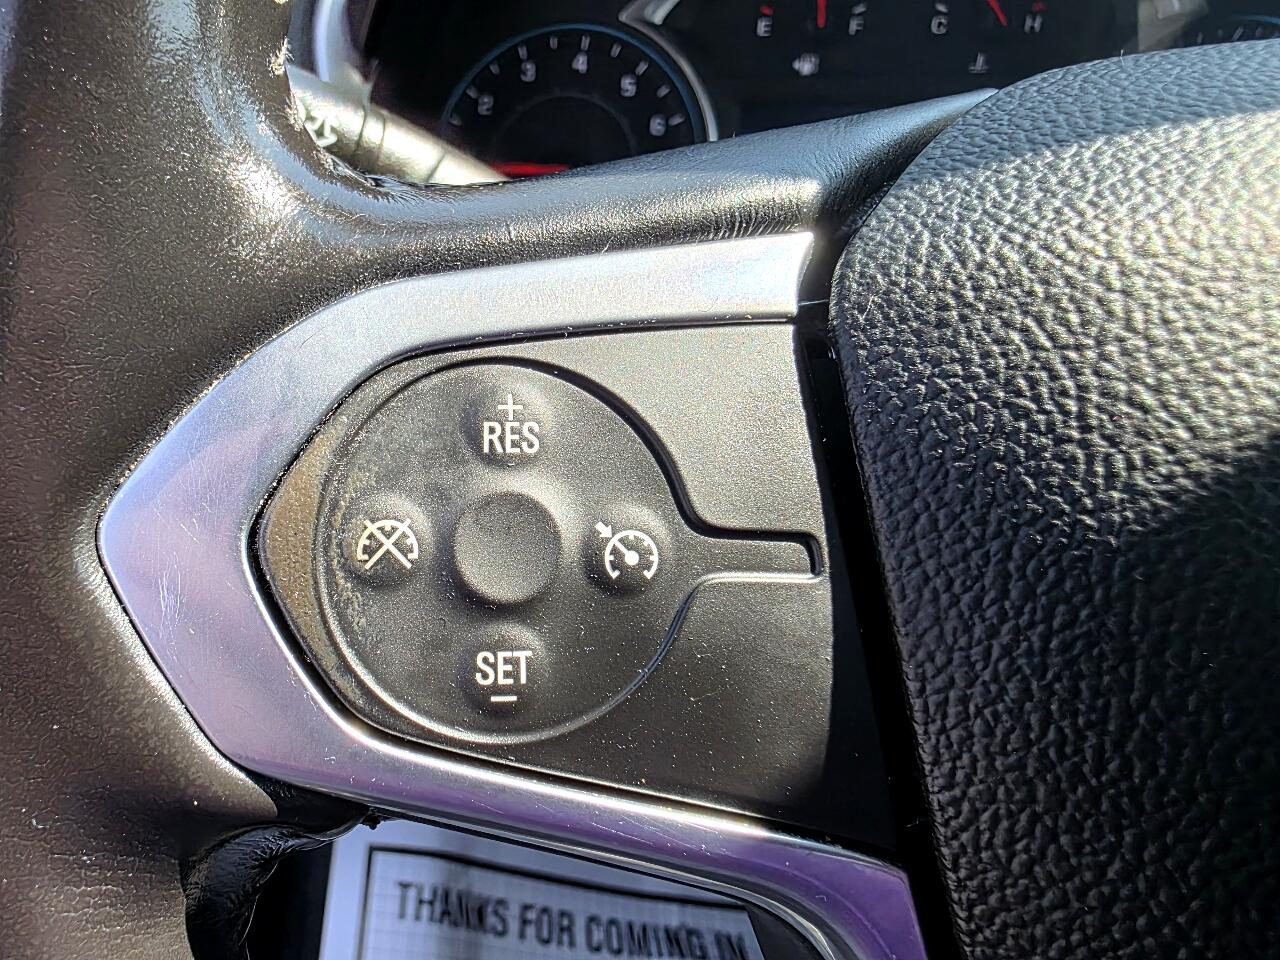 E F C H
2 3 4 5 6
+
RES
SET
–
THANKS FOR COMING IN